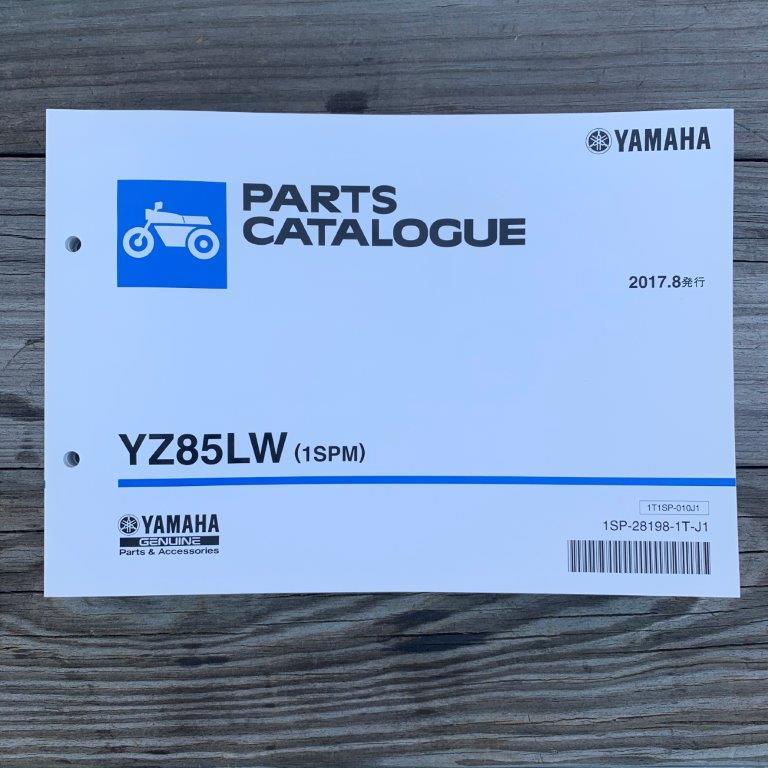 YAMAHA
PARTS
CATALOGUE
2017.8発行
YZ85LW (1SPM)
YAMAHA
GENUINE
Parts & Accessories
1T1SP-010J1
1SP-28198-1T-J1